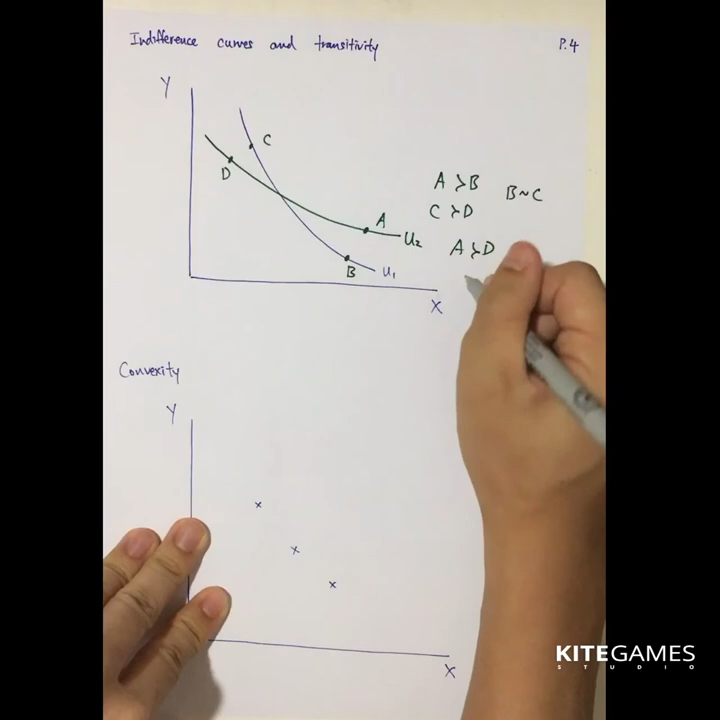 Indifference curves and transitivity P.4
Y
C
D
A ≻ B B ~ C
C ≻ D
A
U₂
A ≻ D
B U₁
X
Convexity
Y
X
KITEGAMES
STUDIO